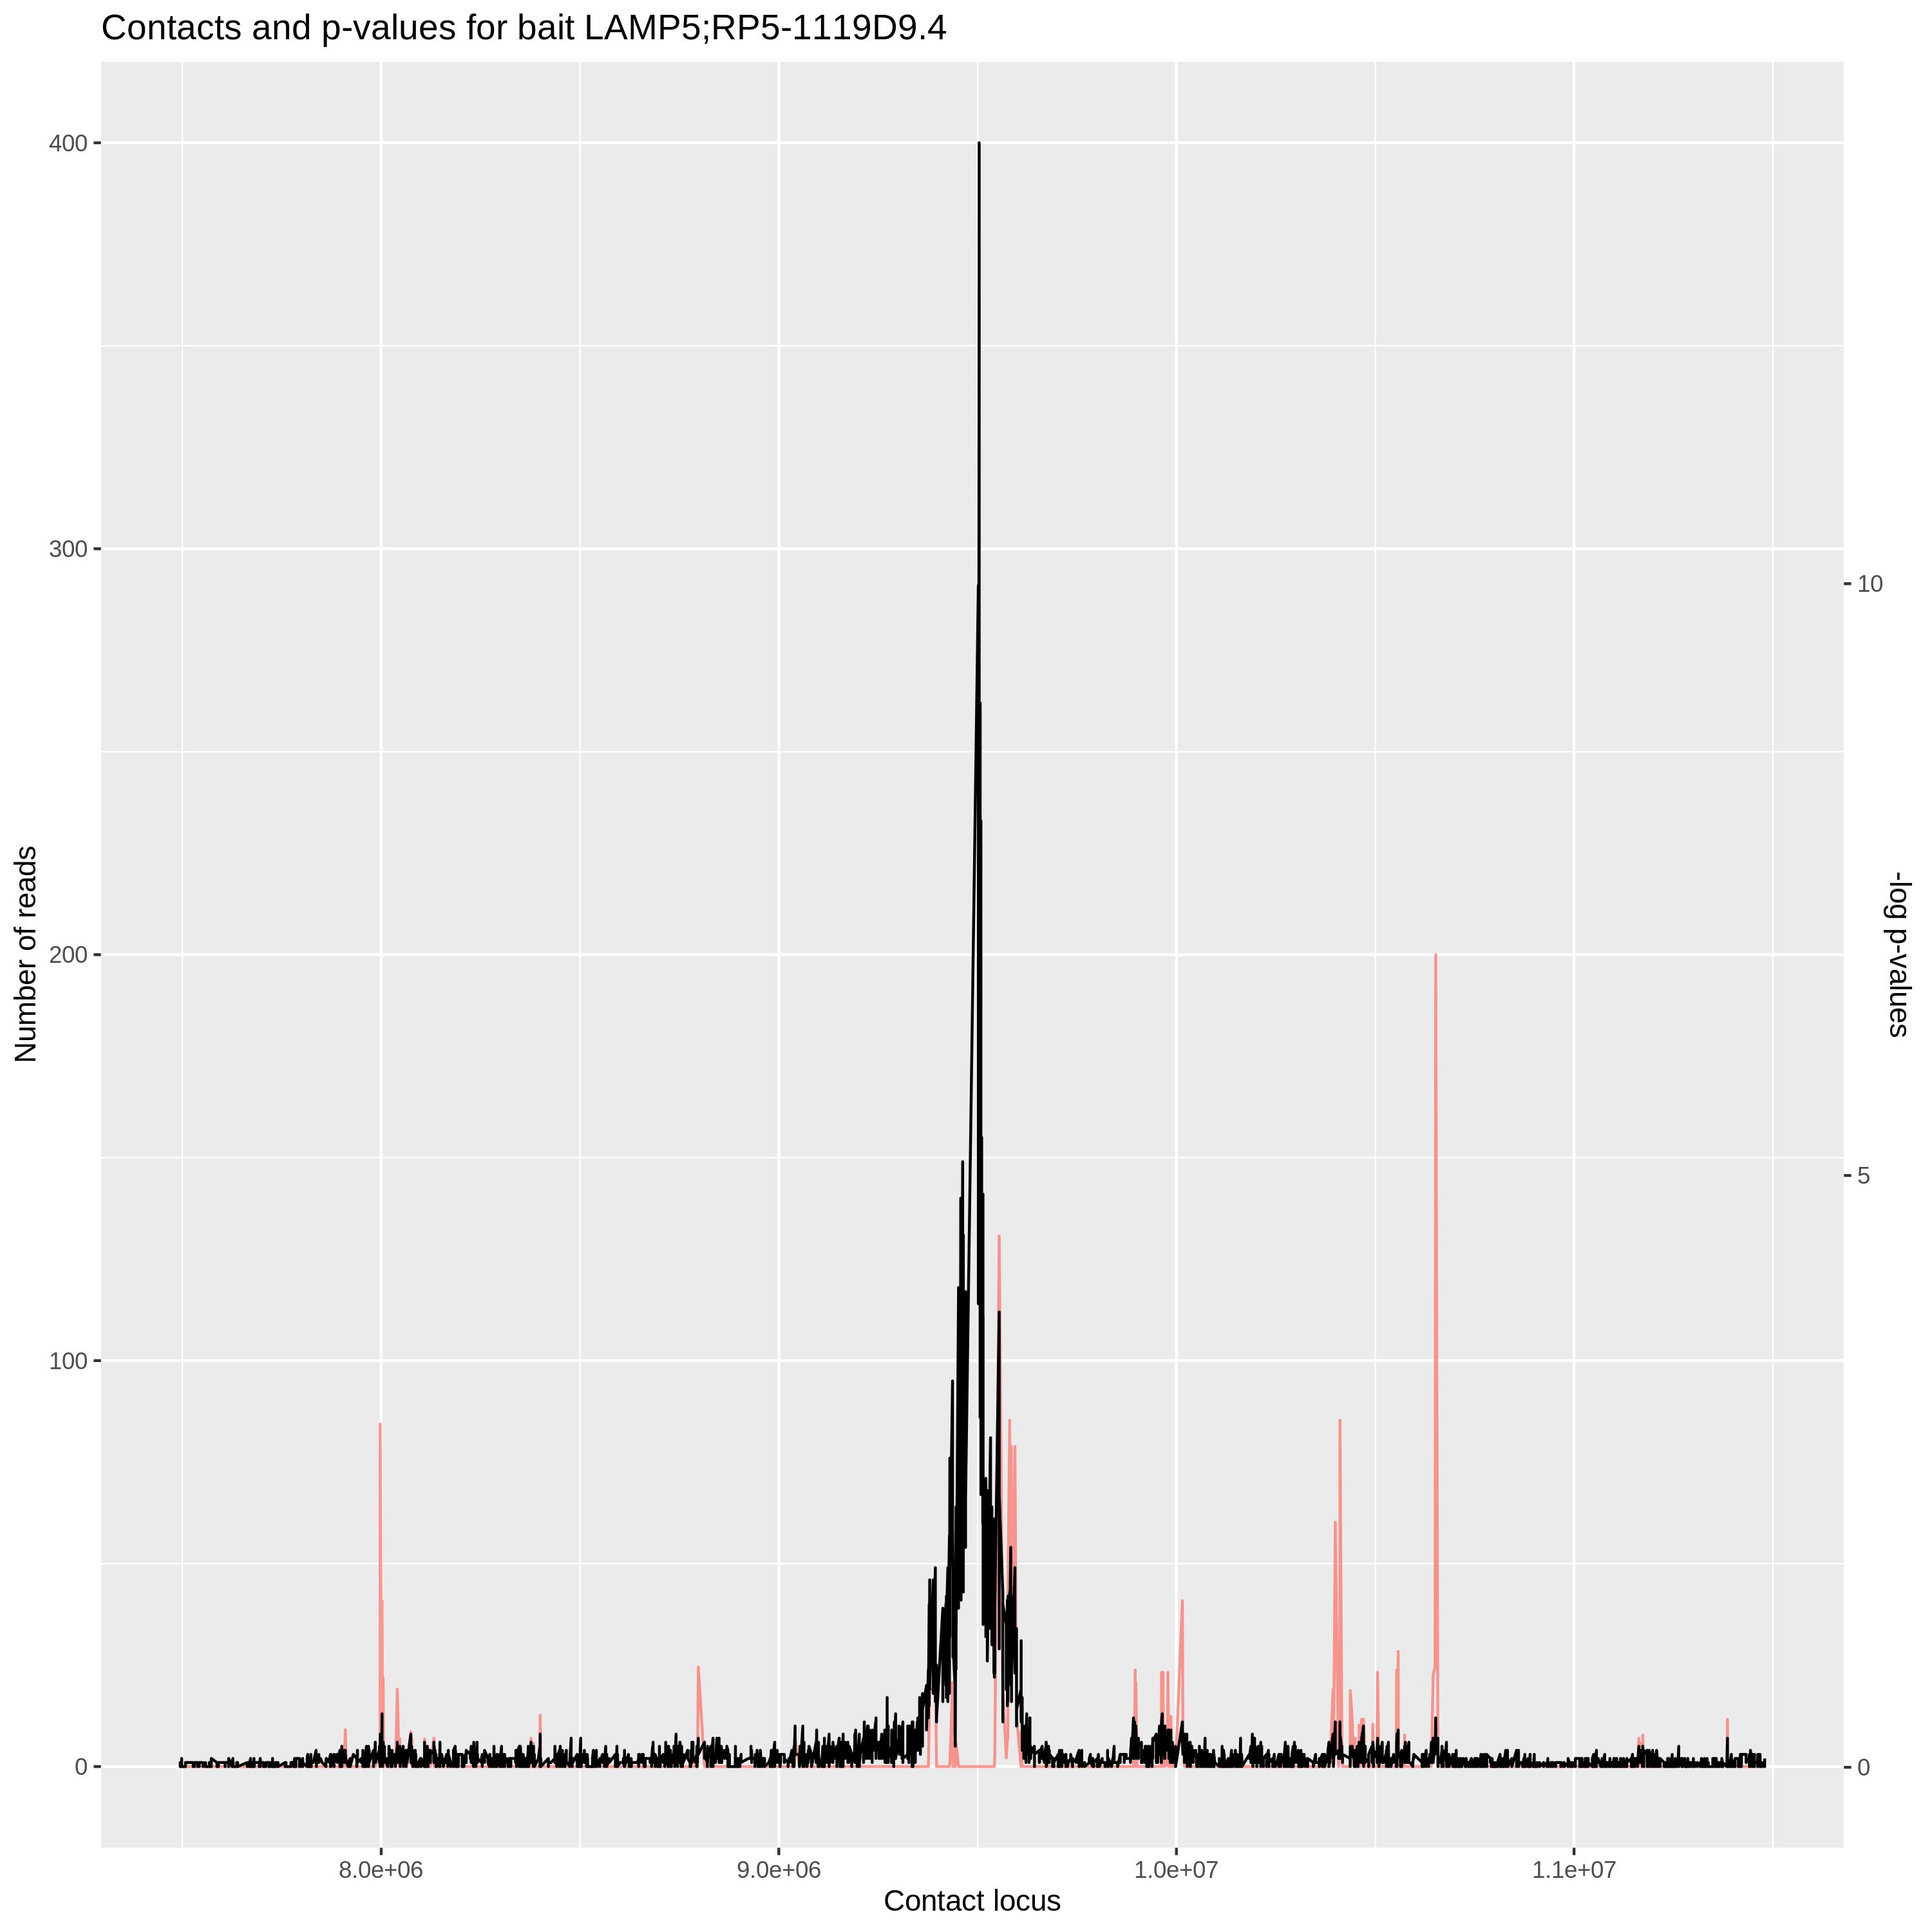 Contacts and p-values for bait LAMP5;RP5-1119D9.4
400
300
200
100
0
Number of reads
10
5
0
-log p-values
8.0e+06
9.0e+06
1.0e+07
1.1e+07
Contact locus